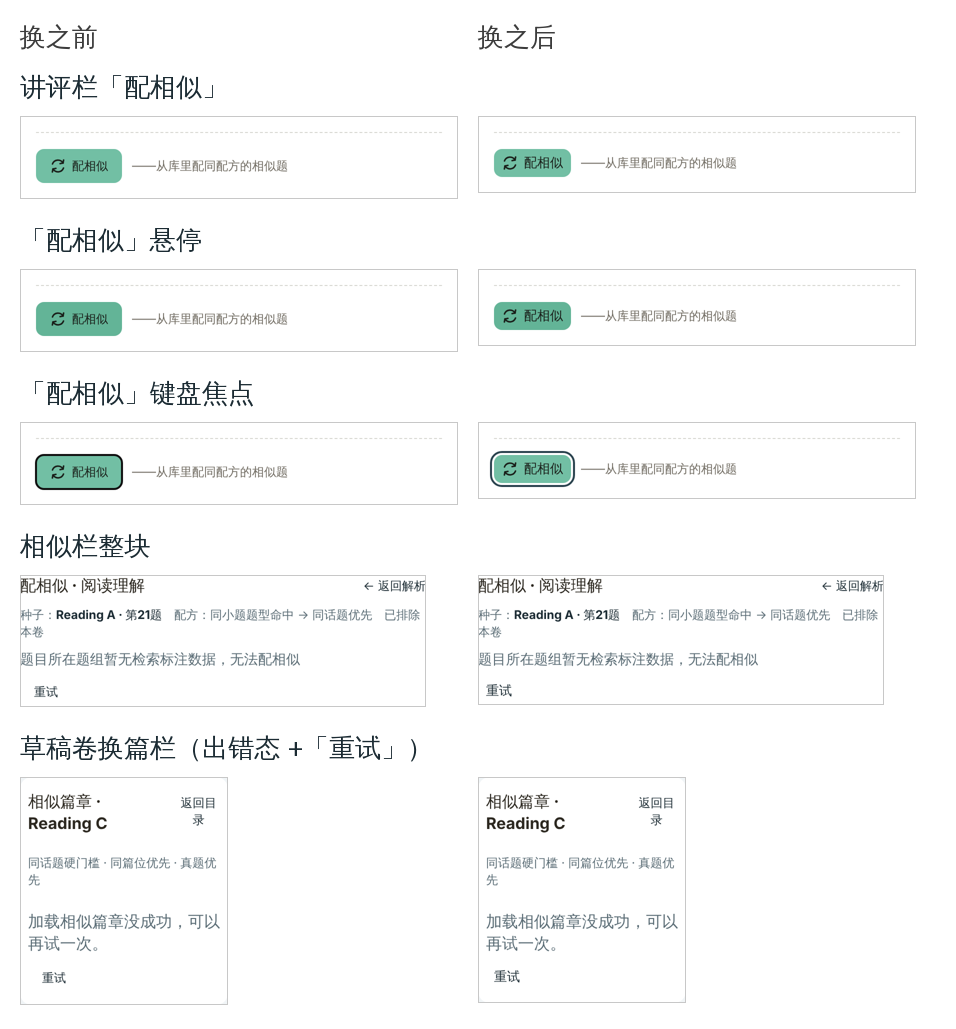 换之前
换之后
讲评栏「配相似」
配相似 ——从库里配同配方的相似题
配相似 ——从库里配同配方的相似题
「配相似」悬停
配相似 ——从库里配同配方的相似题
配相似 ——从库里配同配方的相似题
「配相似」键盘焦点
配相似 ——从库里配同配方的相似题
配相似 ——从库里配同配方的相似题
相似栏整块
配相似 · 阅读理解 ← 返回解析
种子：Reading A · 第21题 配方：同小题题型命中 → 同话题优先 已排除
本卷
题目所在题组暂无检索标注数据，无法配相似
重试
配相似 · 阅读理解 ← 返回解析
种子：Reading A · 第21题 配方：同小题题型命中 → 同话题优先 已排除
本卷
题目所在题组暂无检索标注数据，无法配相似
重试
草稿卷换篇栏（出错态 +「重试」）
相似篇章 ·
Reading C
返回目
录
同话题硬门槛 · 同篇位优先 · 真题优
先
加载相似篇章没成功，可以
再试一次。
重试
相似篇章 ·
Reading C
返回目
录
同话题硬门槛 · 同篇位优先 · 真题优
先
加载相似篇章没成功，可以
再试一次。
重试